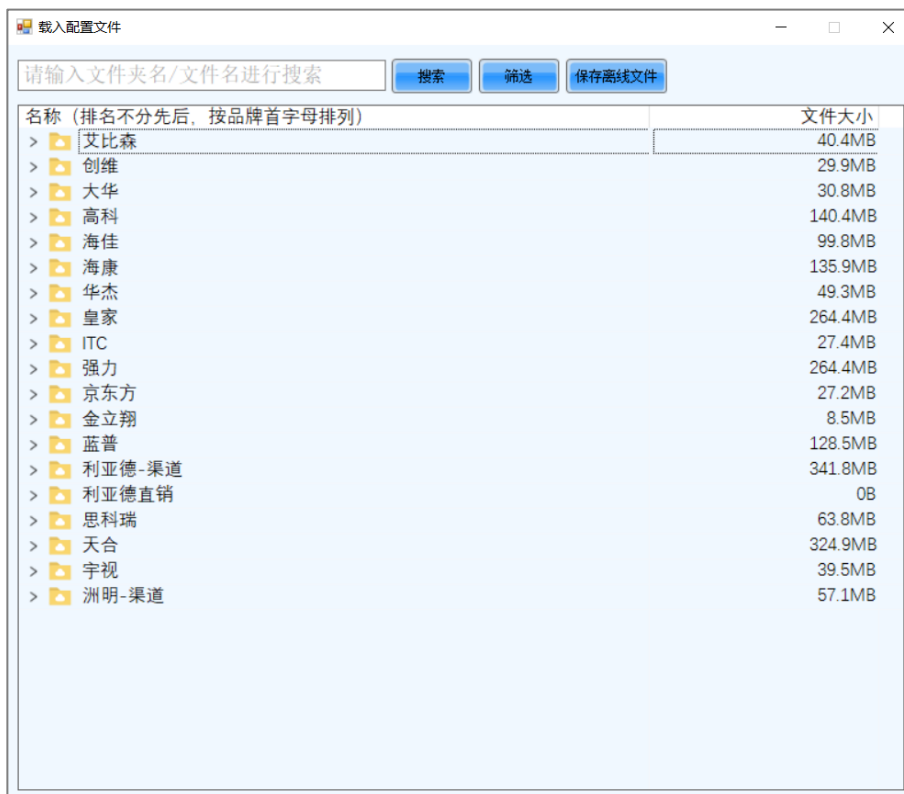 载入配置文件
请输入文件夹名/文件名进行搜索 搜索 筛选 保存离线文件
名称（排名不分先后，按品牌首字母排列） 文件大小
艾比森 40.4MB
创维 29.9MB
大华 30.8MB
高科 140.4MB
海佳 99.8MB
海康 135.9MB
华杰 49.3MB
皇家 264.4MB
ITC 27.4MB
强力 264.4MB
京东方 27.2MB
金立翔 8.5MB
蓝普 128.5MB
利亚德-渠道 341.8MB
利亚德直销 0B
思科瑞 63.8MB
天合 324.9MB
宇视 39.5MB
洲明-渠道 57.1MB